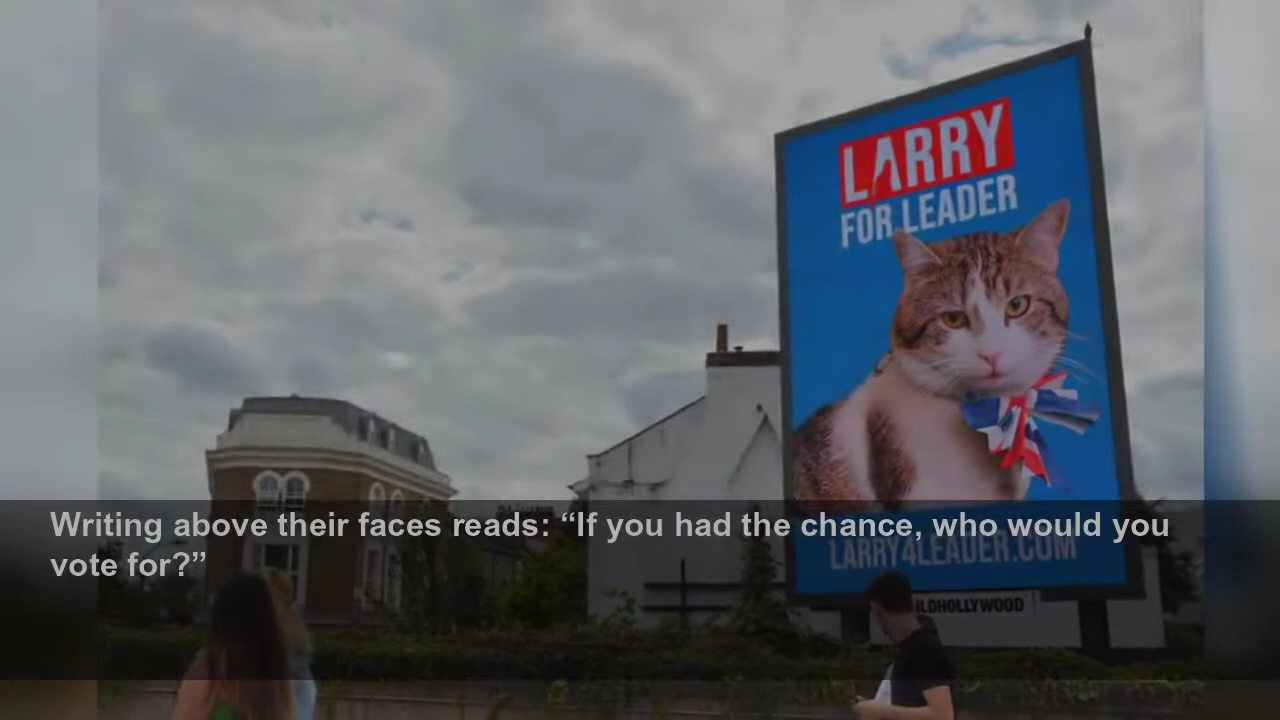 LARRY
FOR LEADER
Writing above their faces reads: “If you had the chance, who would you
vote for?”
LARRY4LEADER.COM
ILDHOLLYWOOD